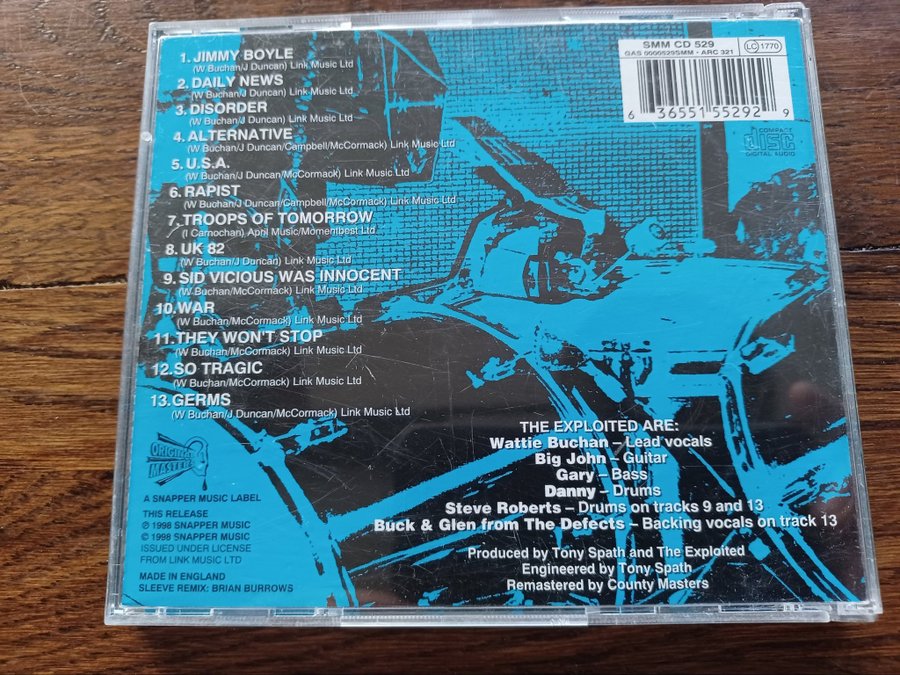 1. JIMMY BOYLE
(W Buchan/J Duncan) Link Music Ltd
2. DAILY NEWS
(W Buchan/J Duncan) Link Music Ltd
3. DISORDER
(W Buchan/J Duncan) Link Music Ltd
4. ALTERNATIVE
(W Buchan/J Duncan/Campbell/McCormack) Link Music Ltd
5. U.S.A.
(W Buchan/J Duncan/McCormack) Link Music Ltd
6. RAPIST
(W Buchan/J Duncan/Campbell/McCormack) Link Music Ltd
7. TROOPS OF TOMORROW
(I Carnochan) April Music/Momentbest Ltd
8. UK 82
(W Buchan/J Duncan) Link Music Ltd
9. SID VICIOUS WAS INNOCENT
(W Buchan/McCormack) Link Music Ltd
10. WAR
(W Buchan/McCormack) Link Music Ltd
11. THEY WON'T STOP
(W Buchan/McCormack) Link Music Ltd
12. SO TRAGIC
(W Buchan/McCormack) Link Music Ltd
13. GERMS
(W Buchan/J Duncan/McCormack) Link Music Ltd
ORIGINAL
MASTERS
A SNAPPER MUSIC LABEL
THIS RELEASE
℗ 1998 SNAPPER MUSIC
© 1998 SNAPPER MUSIC
ISSUED UNDER LICENSE
FROM LINK MUSIC LTD
MADE IN ENGLAND
SLEEVE REMIX: BRIAN BURROWS
SMM CD 529
GAS 0000529SMM - ARC 321
LC 1770
6 36551 55292 9
COMPACT
disc
DIGITAL AUDIO
THE EXPLOITED ARE:
Wattie Buchan – Lead vocals
Big John – Guitar
Gary – Bass
Danny – Drums
Steve Roberts – Drums on tracks 9 and 13
Buck & Glen from The Defects – Backing vocals on track 13
Produced by Tony Spath and The Exploited
Engineered by Tony Spath
Remastered by County Masters